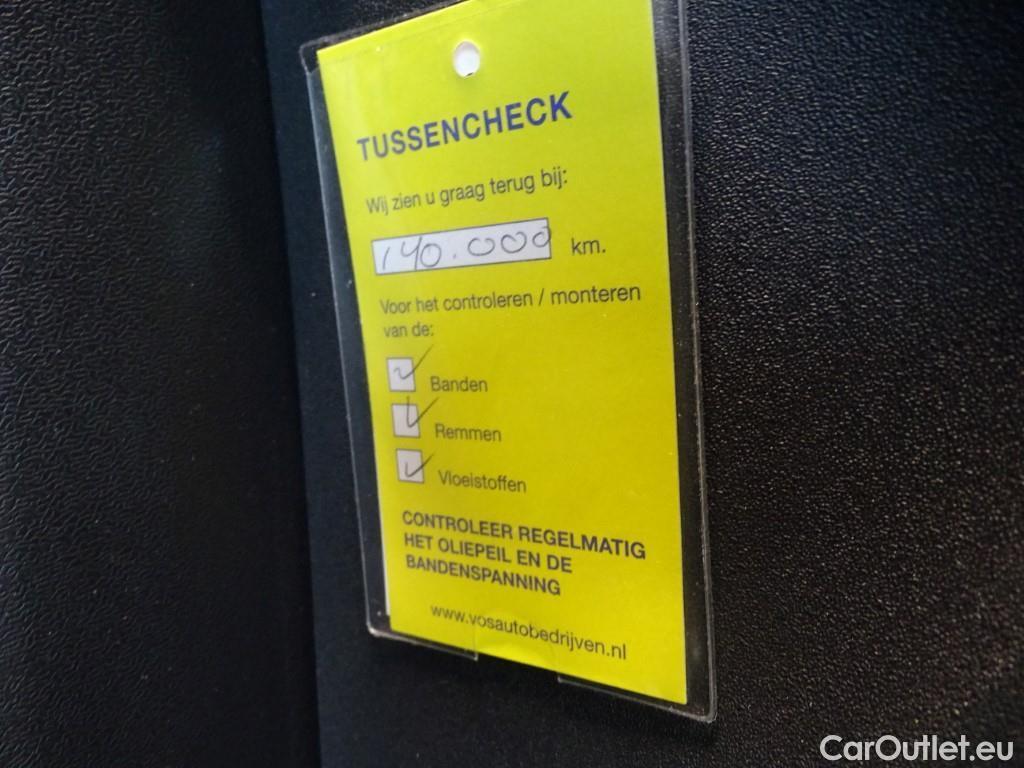 TUSSENCHECK
Wij zien u graag terug bij:
140.000 km.
Voor het controleren / monteren
van de:
Banden
Remmen
Vloeistoffen
CONTROLEER REGELMATIG
HET OLIEPEIL EN DE
BANDENSPANNING
www.vosautobedrijven.nl
CarOutlet.eu